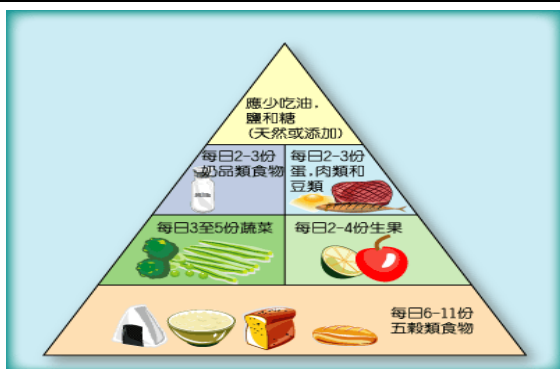 應少吃油，
鹽和糖
(天然或添加)
每日2-3份
奶品類食物
每日2-3份
蛋，肉類和
豆類
每日3至5份蔬菜
每日2-4份生果
每日6-11份
五穀類食物